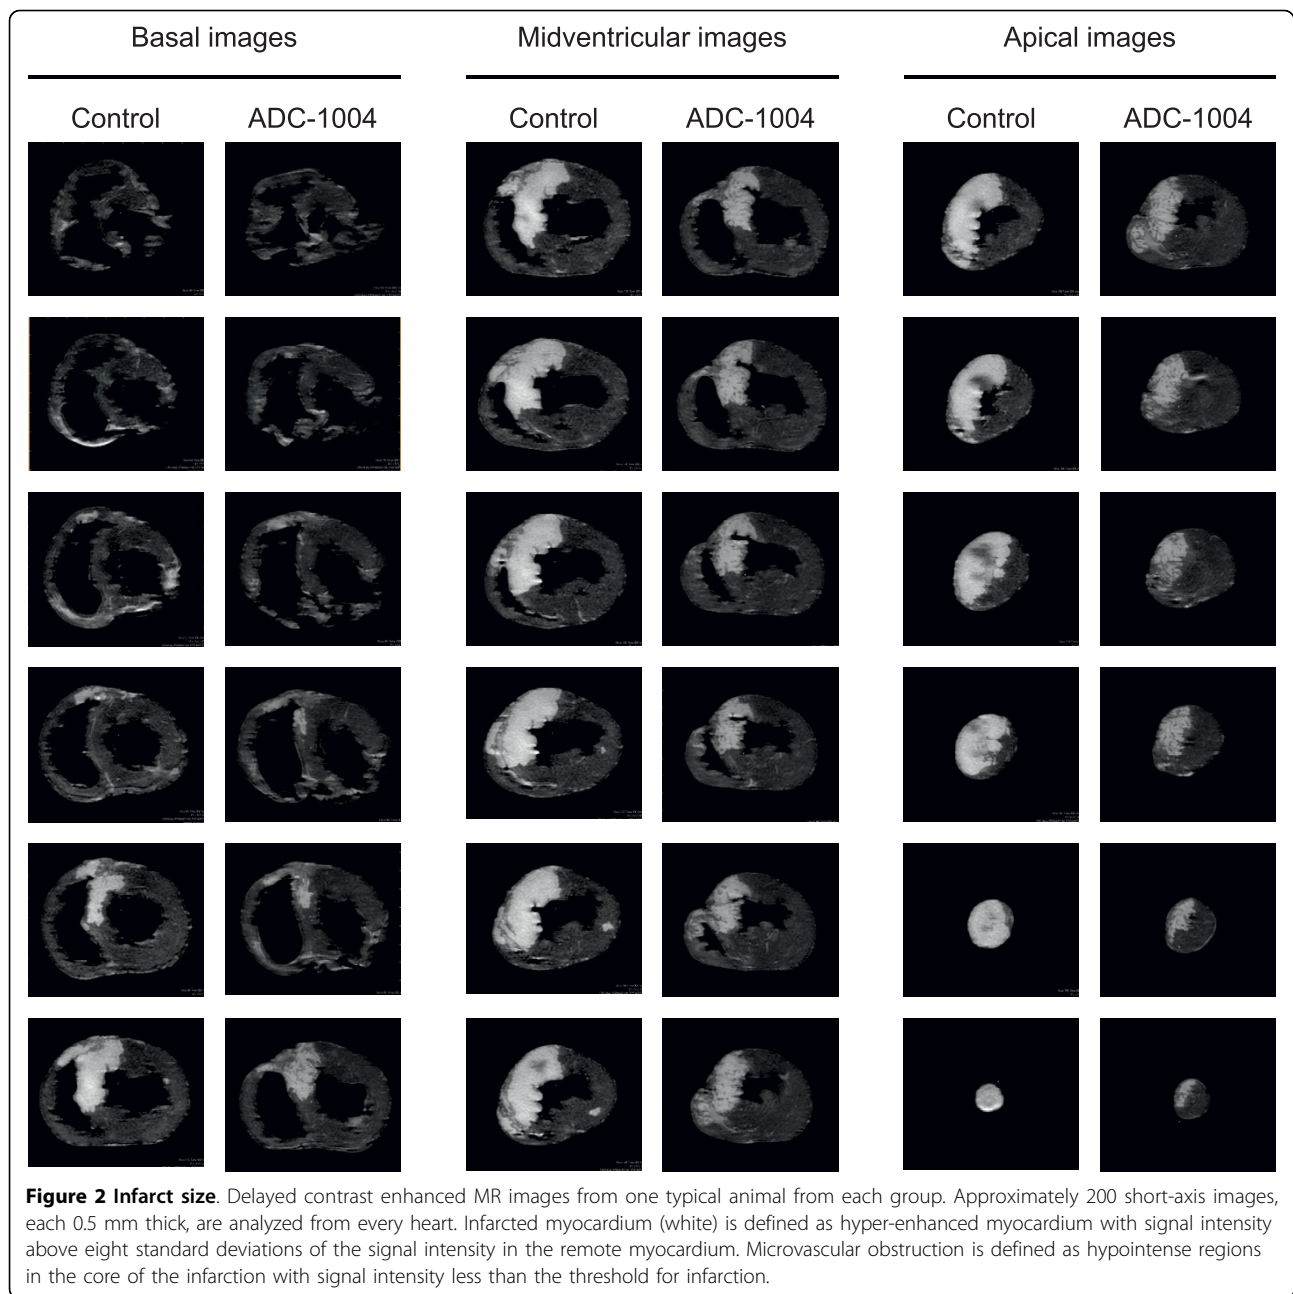 Basal images Midventricular images Apical images
Control ADC-1004 Control ADC-1004 Control ADC-1004
Figure 2 Infarct size. Delayed contrast enhanced MR images from one typical animal from each group. Approximately 200 short-axis images,
each 0.5 mm thick, are analyzed from every heart. Infarcted myocardium (white) is defined as hyper-enhanced myocardium with signal intensity
above eight standard deviations of the signal intensity in the remote myocardium. Microvascular obstruction is defined as hypointense regions
in the core of the infarction with signal intensity less than the threshold for infarction.